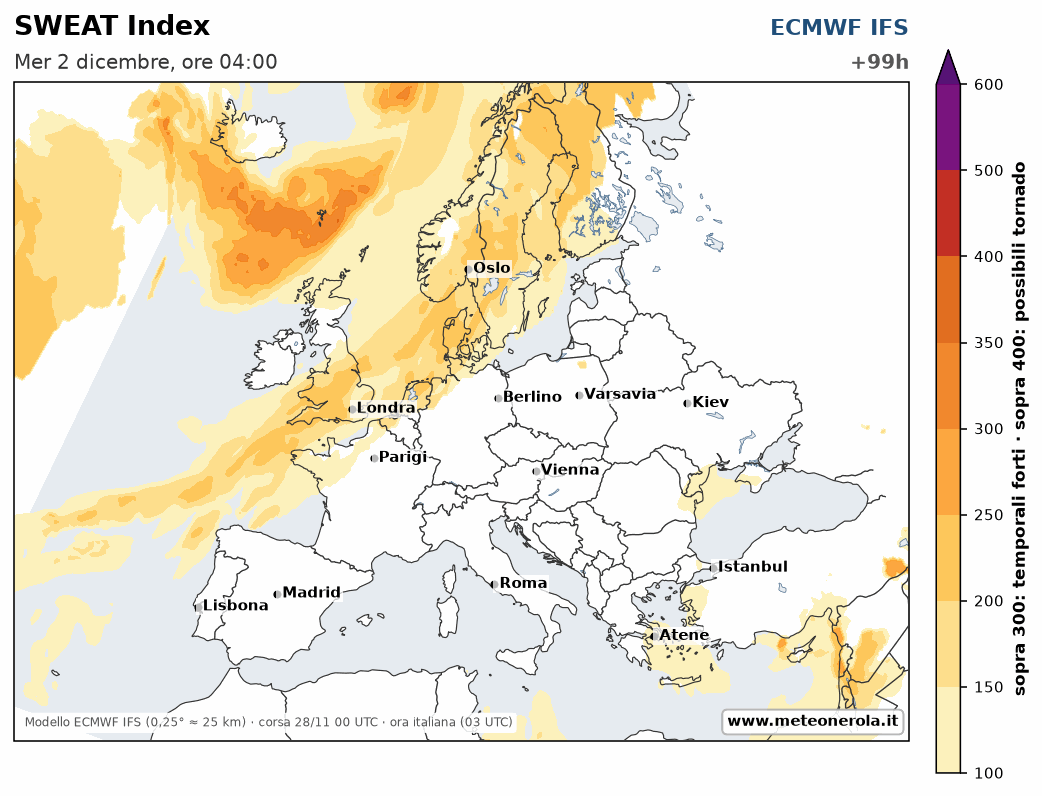 SWEAT Index
ECMWF IFS
Mer 2 dicembre, ore 04:00
+99h
600
500
400
350
300
250
200
150
100
sopra 300: temporali forti · sopra 400: possibili tornado
Oslo
Berlino
Varsavia
Londra
Kiev
Parigi
Vienna
Istanbul
Roma
Madrid
Lisbona
Atene
Modello ECMWF IFS (0,25° ≈ 25 km) · corsa 28/11 00 UTC · ora italiana (03 UTC)
www.meteonerola.it